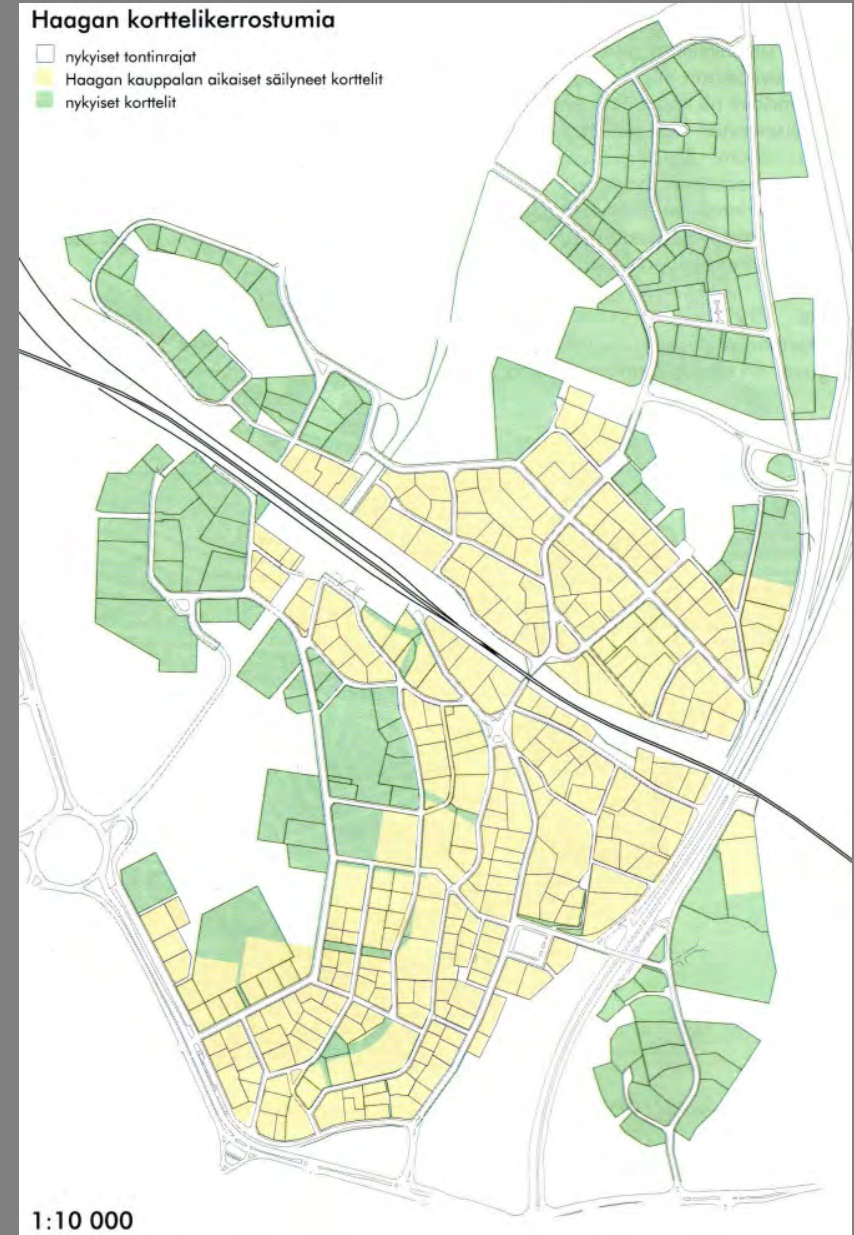 Haagan korttelikerrostumia
nykyiset tontinrajat
Haagan kauppalan aikaiset säilyneet korttelit
nykyiset korttelit
1:10 000